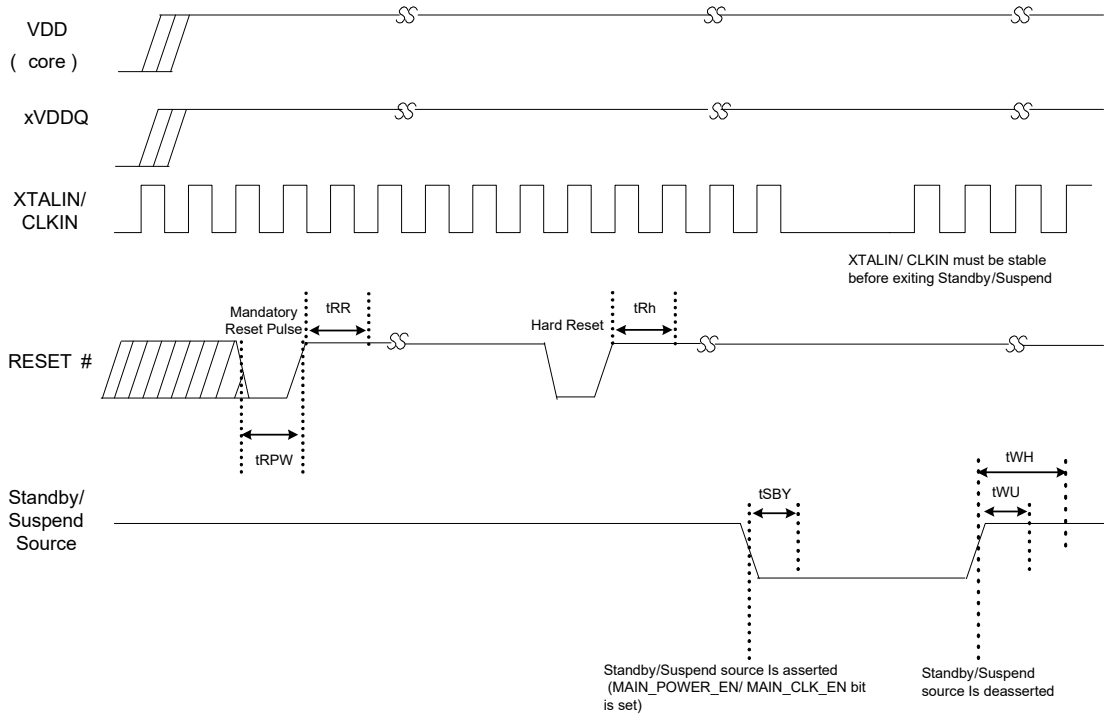 VDD
( core )
xVDDQ
XTALIN/
CLKIN
XTALIN/ CLKIN must be stable
before exiting Standby/Suspend
Mandatory
Reset Pulse
tRR
Hard Reset
tRh
RESET #
tRPW
tWH
Standby/
Suspend
Source
tSBY
tWU
Standby/Suspend source Is asserted
(MAIN_POWER_EN/ MAIN_CLK_EN bit
is set)
Standby/Suspend
source Is deasserted